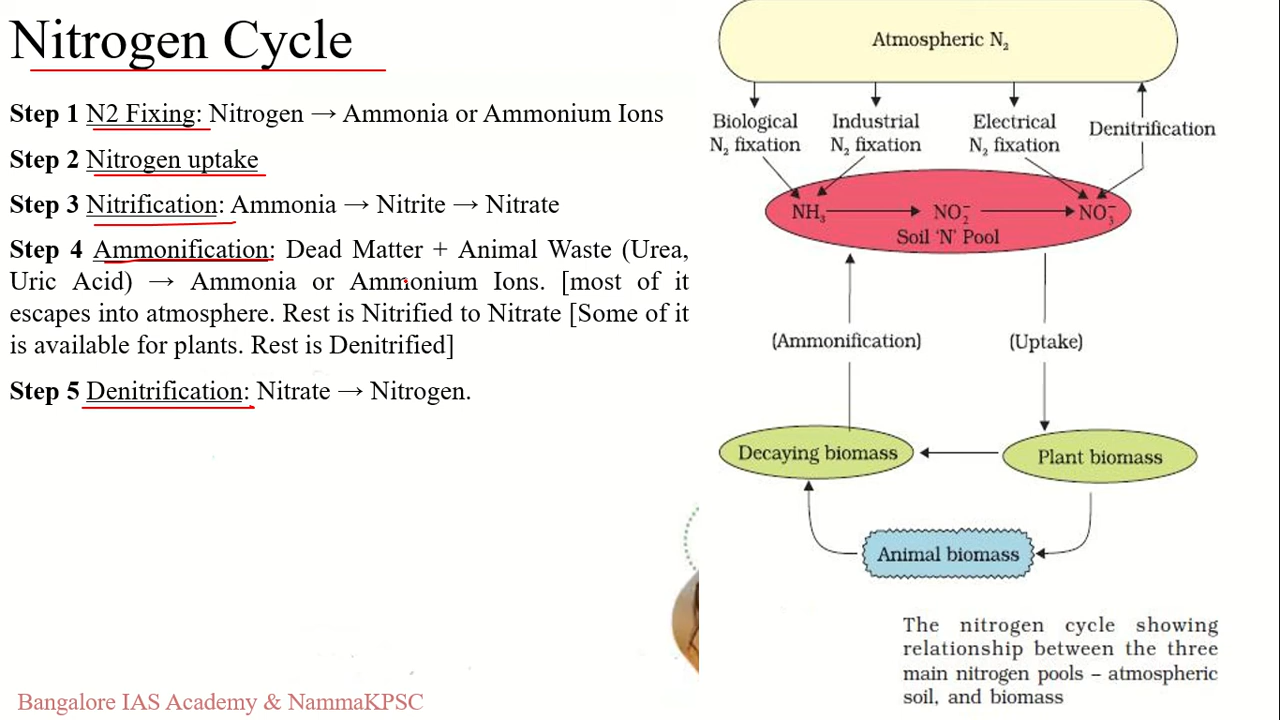 Nitrogen Cycle
Step 1 N2 Fixing: Nitrogen → Ammonia or Ammonium Ions
Step 2 Nitrogen uptake
Step 3 Nitrification: Ammonia → Nitrite → Nitrate
Step 4 Ammonification: Dead Matter + Animal Waste (Urea,
Uric Acid) → Ammonia or Ammonium Ions. [most of it
escapes into atmosphere. Rest is Nitrified to Nitrate [Some of it
is available for plants. Rest is Denitrified]
Step 5 Denitrification: Nitrate → Nitrogen.
Bangalore IAS Academy & NammaKPSC
Atmospheric N₂
Biological
N₂ fixation
Industrial
N₂ fixation
Electrical
N₂ fixation
Denitrification
NH₃ NO₂⁻ NO₃⁻
Soil 'N' Pool
(Ammonification) (Uptake)
Decaying biomass Plant biomass
Animal biomass
The nitrogen cycle showing
relationship between the three
main nitrogen pools – atmospheric
soil, and biomass